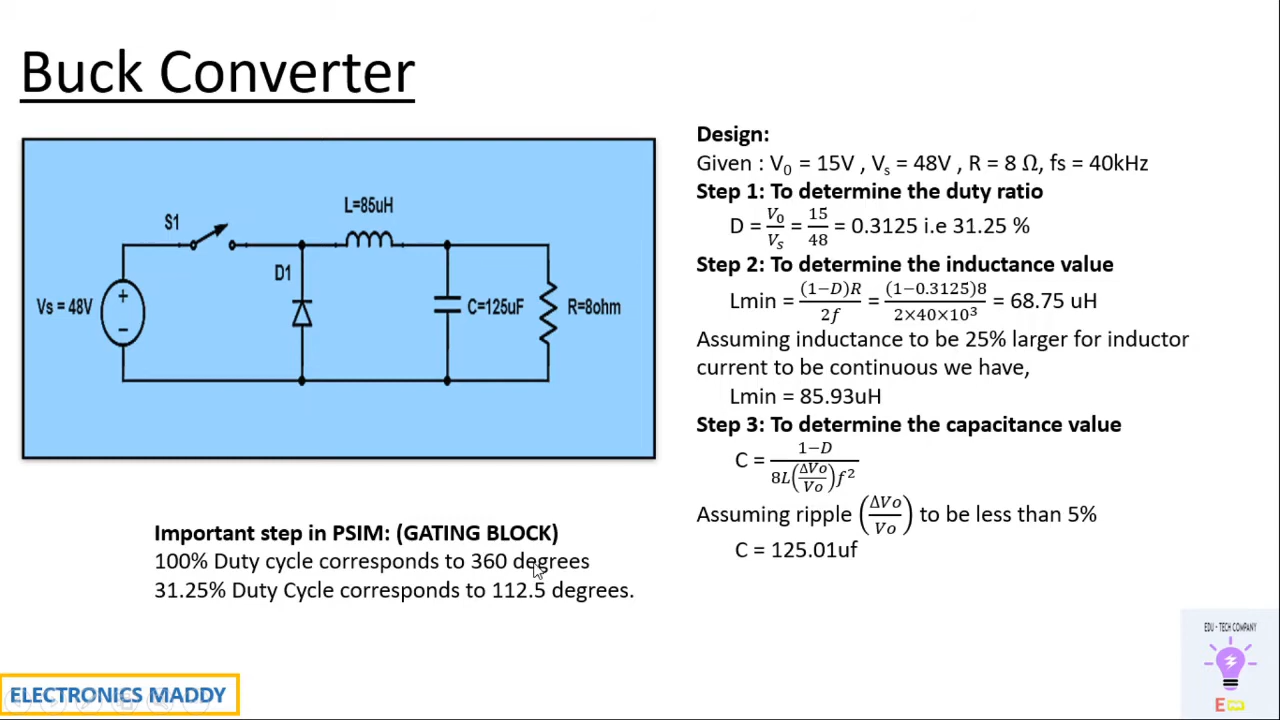 Buck Converter
S1
L=85uH
D1
Vs = 48V
+
−
C=125uF
R=8ohm
Design:
Given : V₀ = 15V , Vₛ = 48V , R = 8 Ω, fs = 40kHz
Step 1: To determine the duty ratio
D = V₀/Vₛ = 15/48 = 0.3125 i.e 31.25 %
Step 2: To determine the inductance value
Lmin = (1−D)R/2f = (1−0.3125)8/2×40×10³ = 68.75 uH
Assuming inductance to be 25% larger for inductor
current to be continuous we have,
Lmin = 85.93uH
Step 3: To determine the capacitance value
C = 1−D/8L(ΔVo/Vo)f²
Assuming ripple (ΔVo/Vo) to be less than 5%
C = 125.01uf
Important step in PSIM: (GATING BLOCK)
100% Duty cycle corresponds to 360 degrees
31.25% Duty Cycle corresponds to 112.5 degrees.
ELECTRONICS MADDY
EDU - TECH COMPANY
E